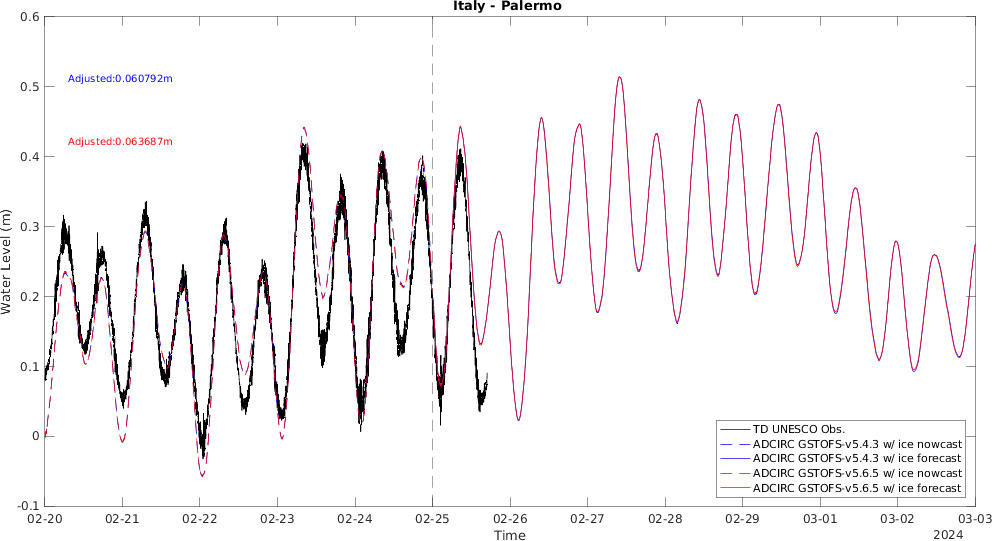 Italy - Palermo
0.6
0.5
0.4
0.3
0.2
0.1
0
-0.1
Water Level (m)
Adjusted:0.060792m
Adjusted:0.063687m
TD UNESCO Obs.
ADCIRC GSTOFS-v5.4.3 w/ ice nowcast
ADCIRC GSTOFS-v5.4.3 w/ ice forecast
ADCIRC GSTOFS-v5.6.5 w/ ice nowcast
ADCIRC GSTOFS-v5.6.5 w/ ice forecast
02-20 02-21 02-22 02-23 02-24 02-25 02-26 02-27 02-28 02-29 03-01 03-02 03-03
Time
2024